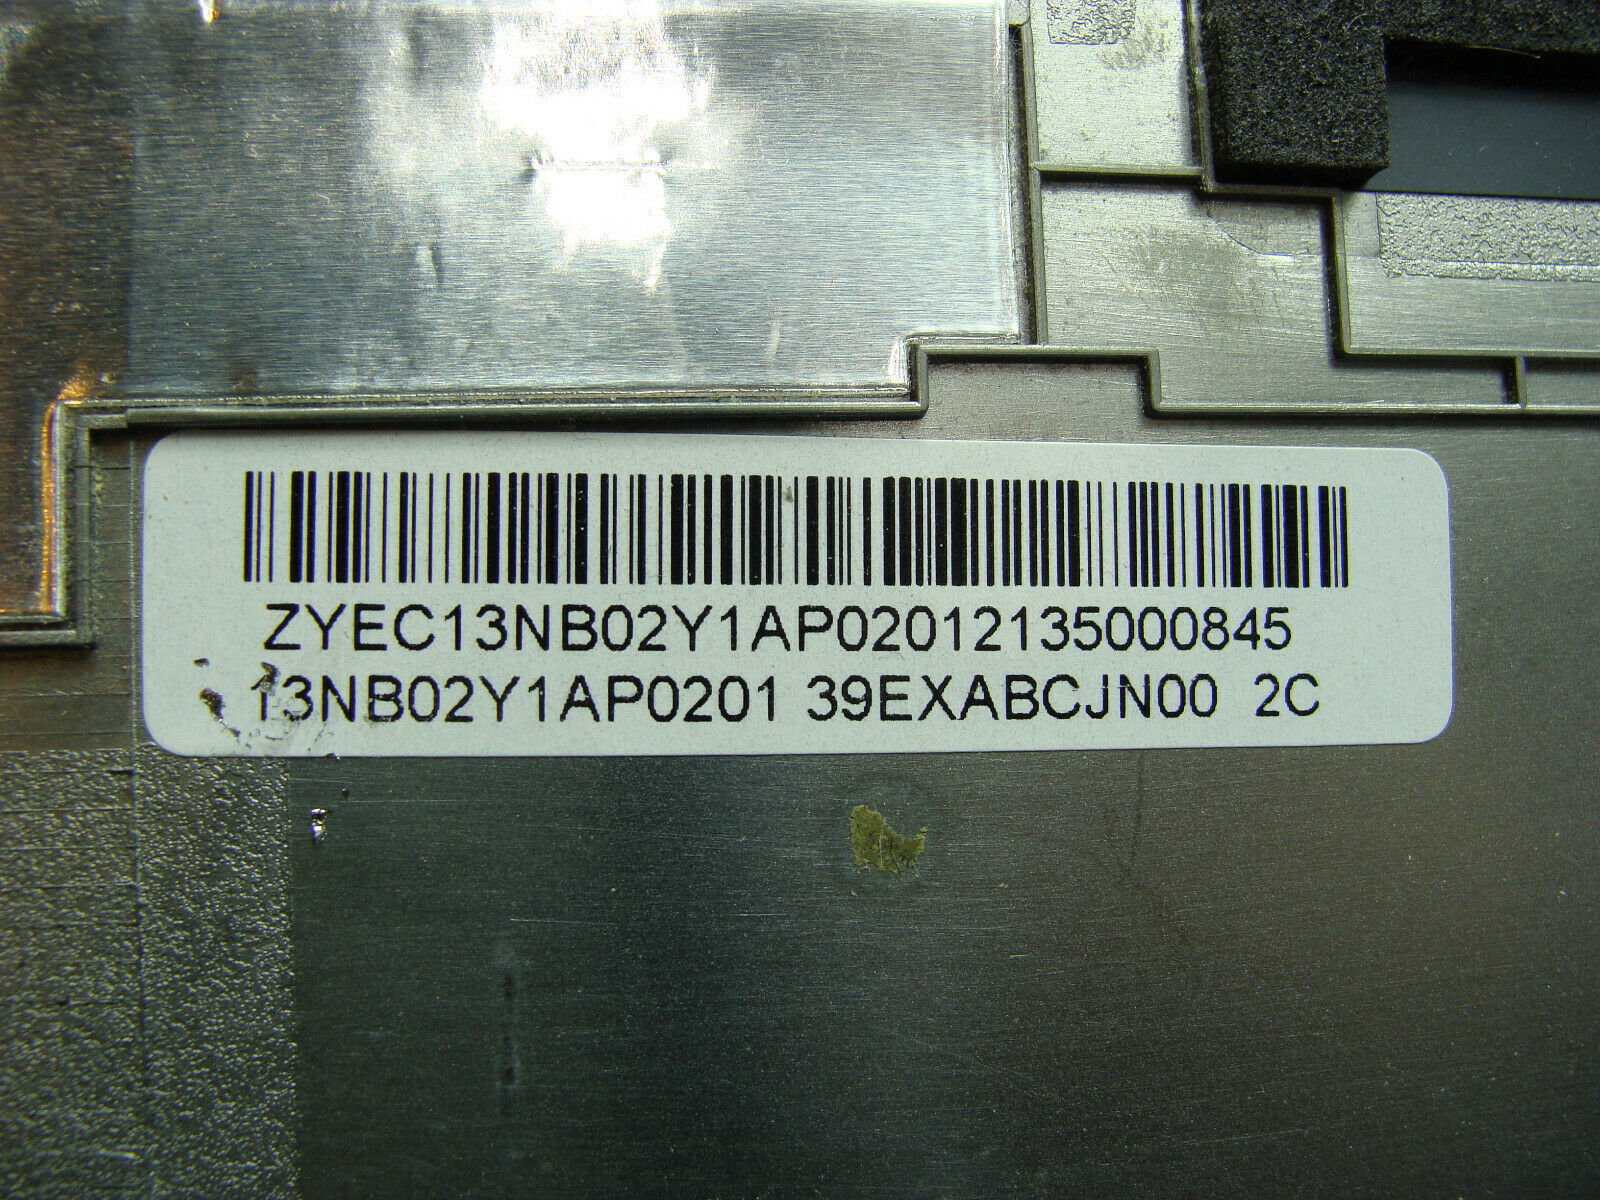 ZYEC13NB02Y1AP02012135000845
13NB02Y1AP0201 39EXABCJN00 2C